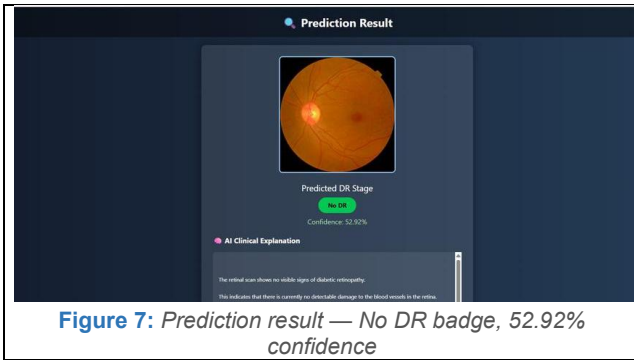 Prediction Result
Predicted DR Stage
No DR
Confidence: 52.92%
AI Clinical Explanation
The retinal scan shows no visible signs of diabetic retinopathy.
This indicates that there is currently no detectable damage to the blood vessels in the retina.
Figure 7: Prediction result — No DR badge, 52.92%
confidence